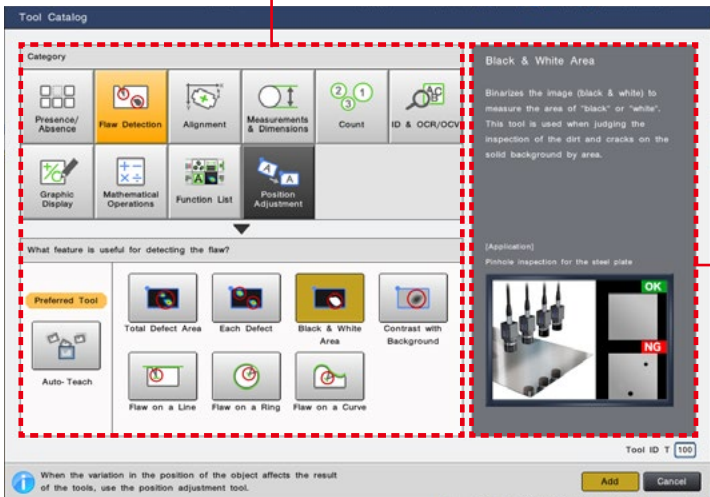 Tool Catalog
Category
Presence/
Absence
Flaw Detection
Alignment
Measurements
& Dimensions
Count
ID & OCR/OCV
Graphic
Display
Mathematical
Operations
Function List
Position
Adjustment
What feature is useful for detecting the flaw?
Preferred Tool
Auto-Teach
Total Defect Area
Each Defect
Black & White
Area
Contrast with
Background
Flaw on a Line
Flaw on a Ring
Flaw on a Curve
Black & White Area
Binarizes the image (black & white) to
measure the area of "black" or "white".
This tool is used when judging the
inspection of the dirt and cracks on the
solid background by area.
[Application]
Pinhole inspection for the steel plate
OK
NG
Tool ID T 100
When the variation in the position of the object affects the result
of the tools, use the position adjustment tool.
Add
Cancel